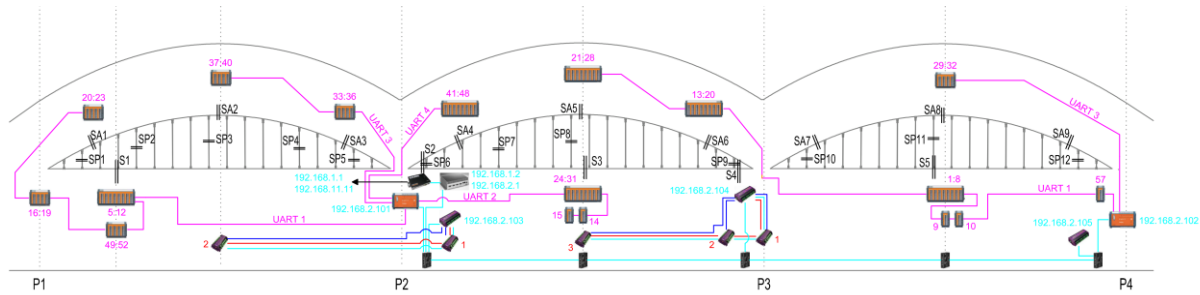 37:40
21:28
29:32
20:23
33:36
41:48
13:20
SA2
SA5
SA8
UART 3
UART 4
UART 3
SA1
SP2
SP3
SP4
SA3
SA4
SP7
SP8
SA6
SA7
SP11
SA9
SP1
S1
SP5
S2
SP6
S3
SP9
S4
SP10
S5
SP12
192.168.1.1
192.168.11.11
192.168.1.2
192.168.2.1
24:31
192.168.2.104
1:8
57
UART 2
UART 1
16:19
5:12
192.168.2.101
15
14
UART 1
9
10
192.168.2.102
49:52
192.168.2.103
192.168.2.105
2
1
3
2
1
P1
P2
P3
P4